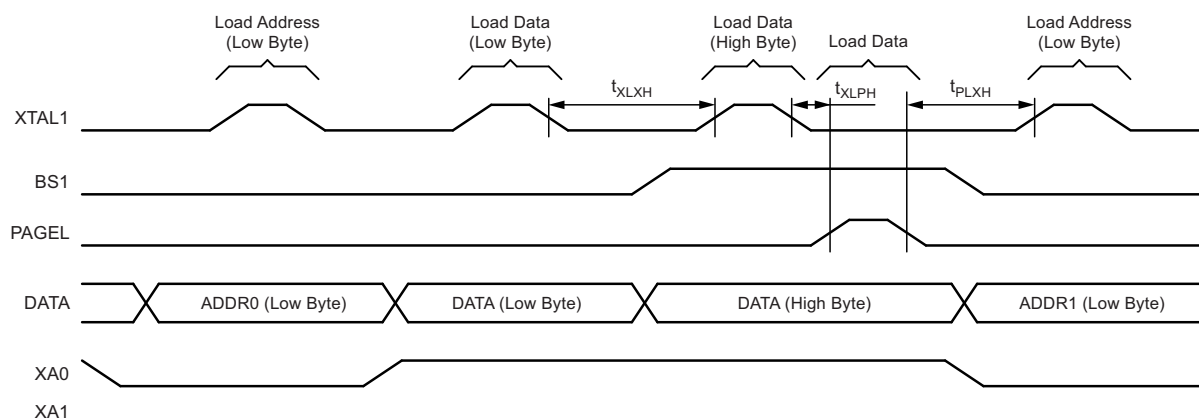 Load Address
(Low Byte)
Load Data
(Low Byte)
Load Data
(High Byte)
Load Data
Load Address
(Low Byte)
tXLXH
tXLPH
tPLXH
XTAL1
BS1
PAGEL
DATA
ADDR0 (Low Byte)
DATA (Low Byte)
DATA (High Byte)
ADDR1 (Low Byte)
XA0
XA1